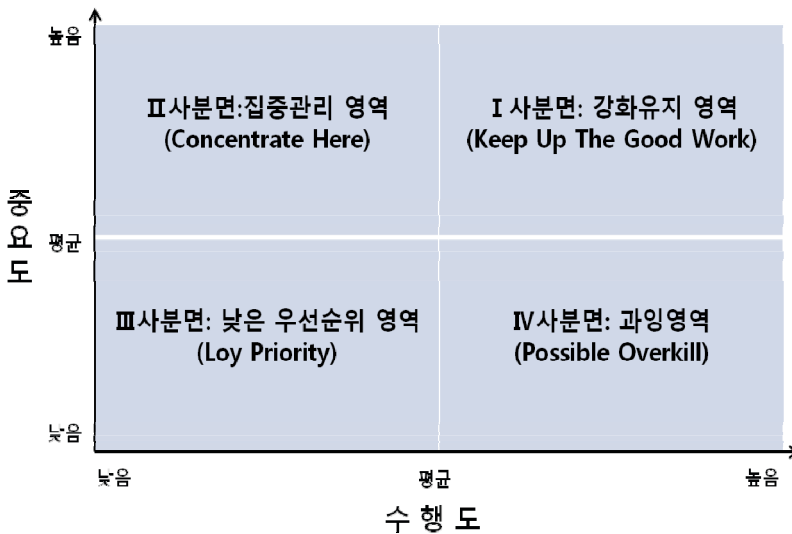 높음
Ⅱ사분면:집중관리 영역
(Concentrate Here)
Ⅰ 사분면: 강화유지 영역
(Keep Up The Good Work)
중요도
평균
Ⅲ사분면: 낮은 우선순위 영역
(Loy Priority)
Ⅳ사분면: 과잉영역
(Possible Overkill)
낮음
낮음
평균
높음
수 행 도